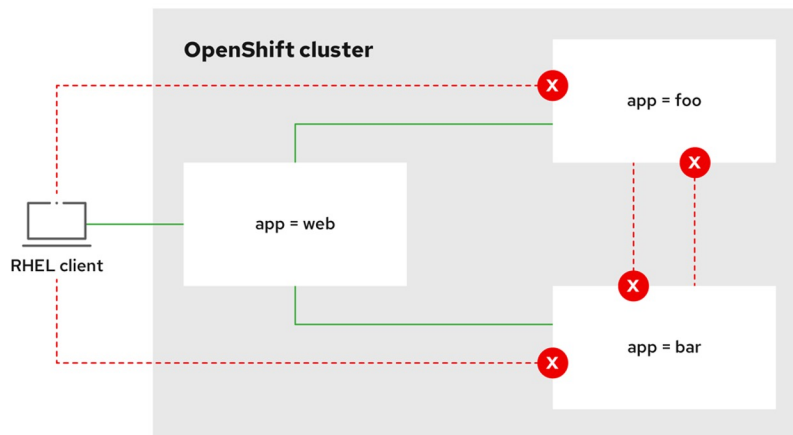 OpenShift cluster
X
app = foo
app = web
X
RHEL client
X
app = bar
X